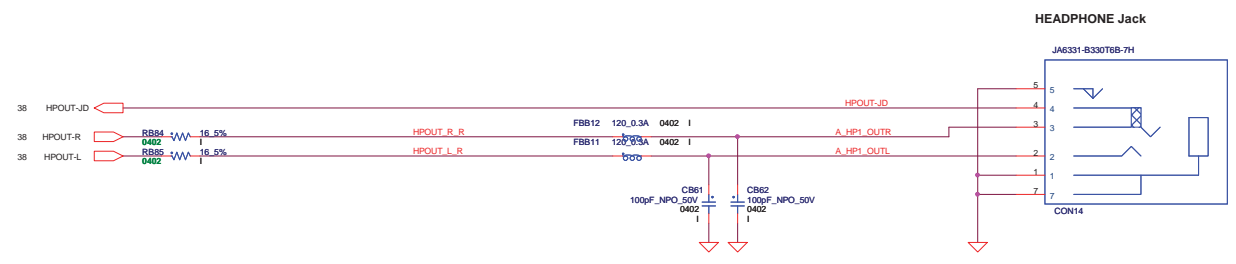 HEADPHONE Jack
JA6331-B330T6B-7H
5 5
38 HPOUT-JD HPOUT-JD 4 4
FBB12 120_0.3A 0402 I
38 HPOUT-R RB84 16_5% HPOUT_R_R A_HP1_OUTR 3 3
0402 I
FBB11 120_0.3A 0402 I
38 HPOUT-L RB85 16_5% HPOUT_L_R A_HP1_OUTL 2 2
0402 I
1 1
CB61 CB62
100pF_NPO_50V 100pF_NPO_50V
7 7
0402 0402
I I
CON14